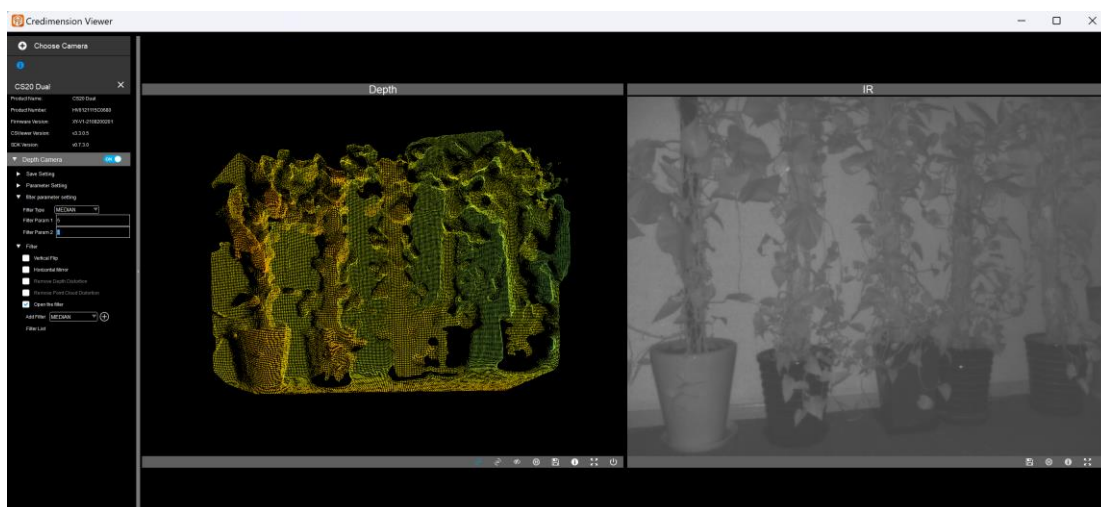 Credimension Viewer
Choose Camera
CS20 Dual
Product Name: CS20 Dual
Product Number:
Firmware Version:
CSViewer Version: v3.3.0.5
SDK Version: v0.7.3.0
Depth Camera ON
Save Setting
Parameter Setting
filter parameter setting
Filter Type MEDIAN
Filter Param 1 5
Filter Param 2
Filter
Vertical Flip
Horizontal Mirror
Remove Depth Distortion
Remove Point Cloud Distortion
Open the filter
Add Filter MEDIAN
Filter List
Depth
IR